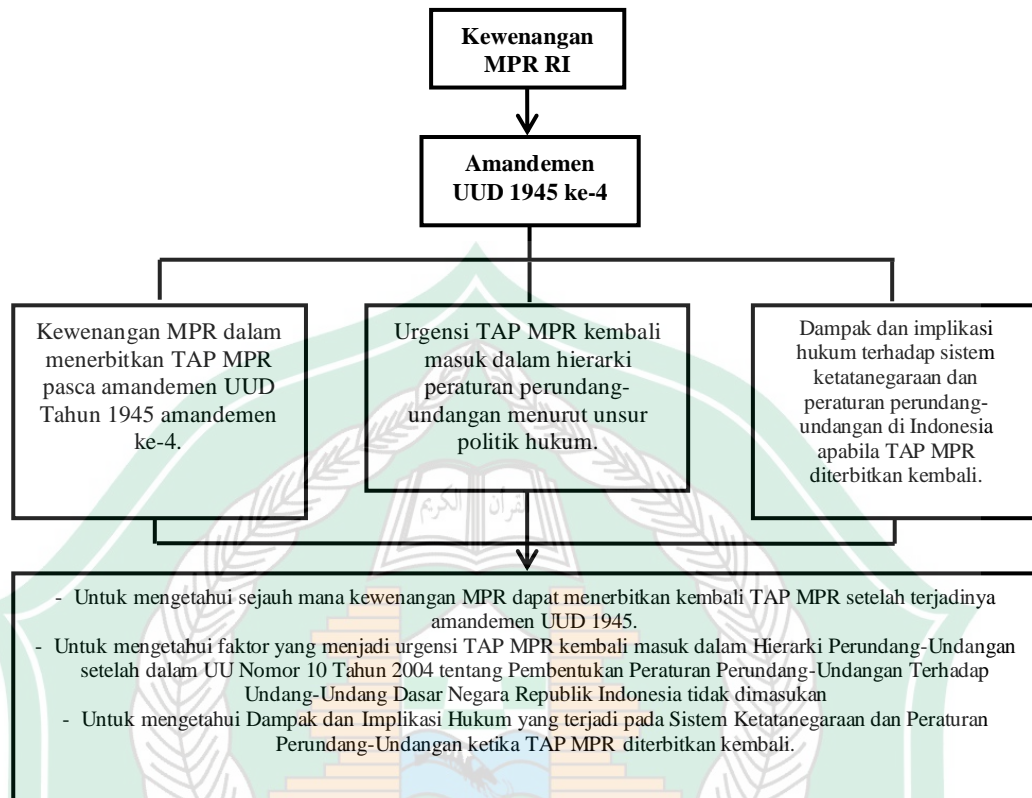 Kewenangan
MPR RI
Amandemen
UUD 1945 ke-4
Kewenangan MPR dalam
menerbitkan TAP MPR
pasca amandemen UUD
Tahun 1945 amandemen
ke-4.
Urgensi TAP MPR kembali
masuk dalam hierarki
peraturan perundang-
undangan menurut unsur
politik hukum.
Dampak dan implikasi
hukum terhadap sistem
ketatanegaraan dan
peraturan perundang-
undangan di Indonesia
apabila TAP MPR
diterbitkan kembali.
القرآن الكريم
- Untuk mengetahui sejauh mana kewenangan MPR dapat menerbitkan kembali TAP MPR setelah terjadinya
amandemen UUD 1945.
- Untuk mengetahui faktor yang menjadi urgensi TAP MPR kembali masuk dalam Hierarki Perundang-Undangan
setelah dalam UU Nomor 10 Tahun 2004 tentang Pembentukan Peraturan Perundang-Undangan Terhadap
Undang-Undang Dasar Negara Republik Indonesia tidak dimasukan
- Untuk mengetahui Dampak dan Implikasi Hukum yang terjadi pada Sistem Ketatanegaraan dan Peraturan
Perundang-Undangan ketika TAP MPR diterbitkan kembali.